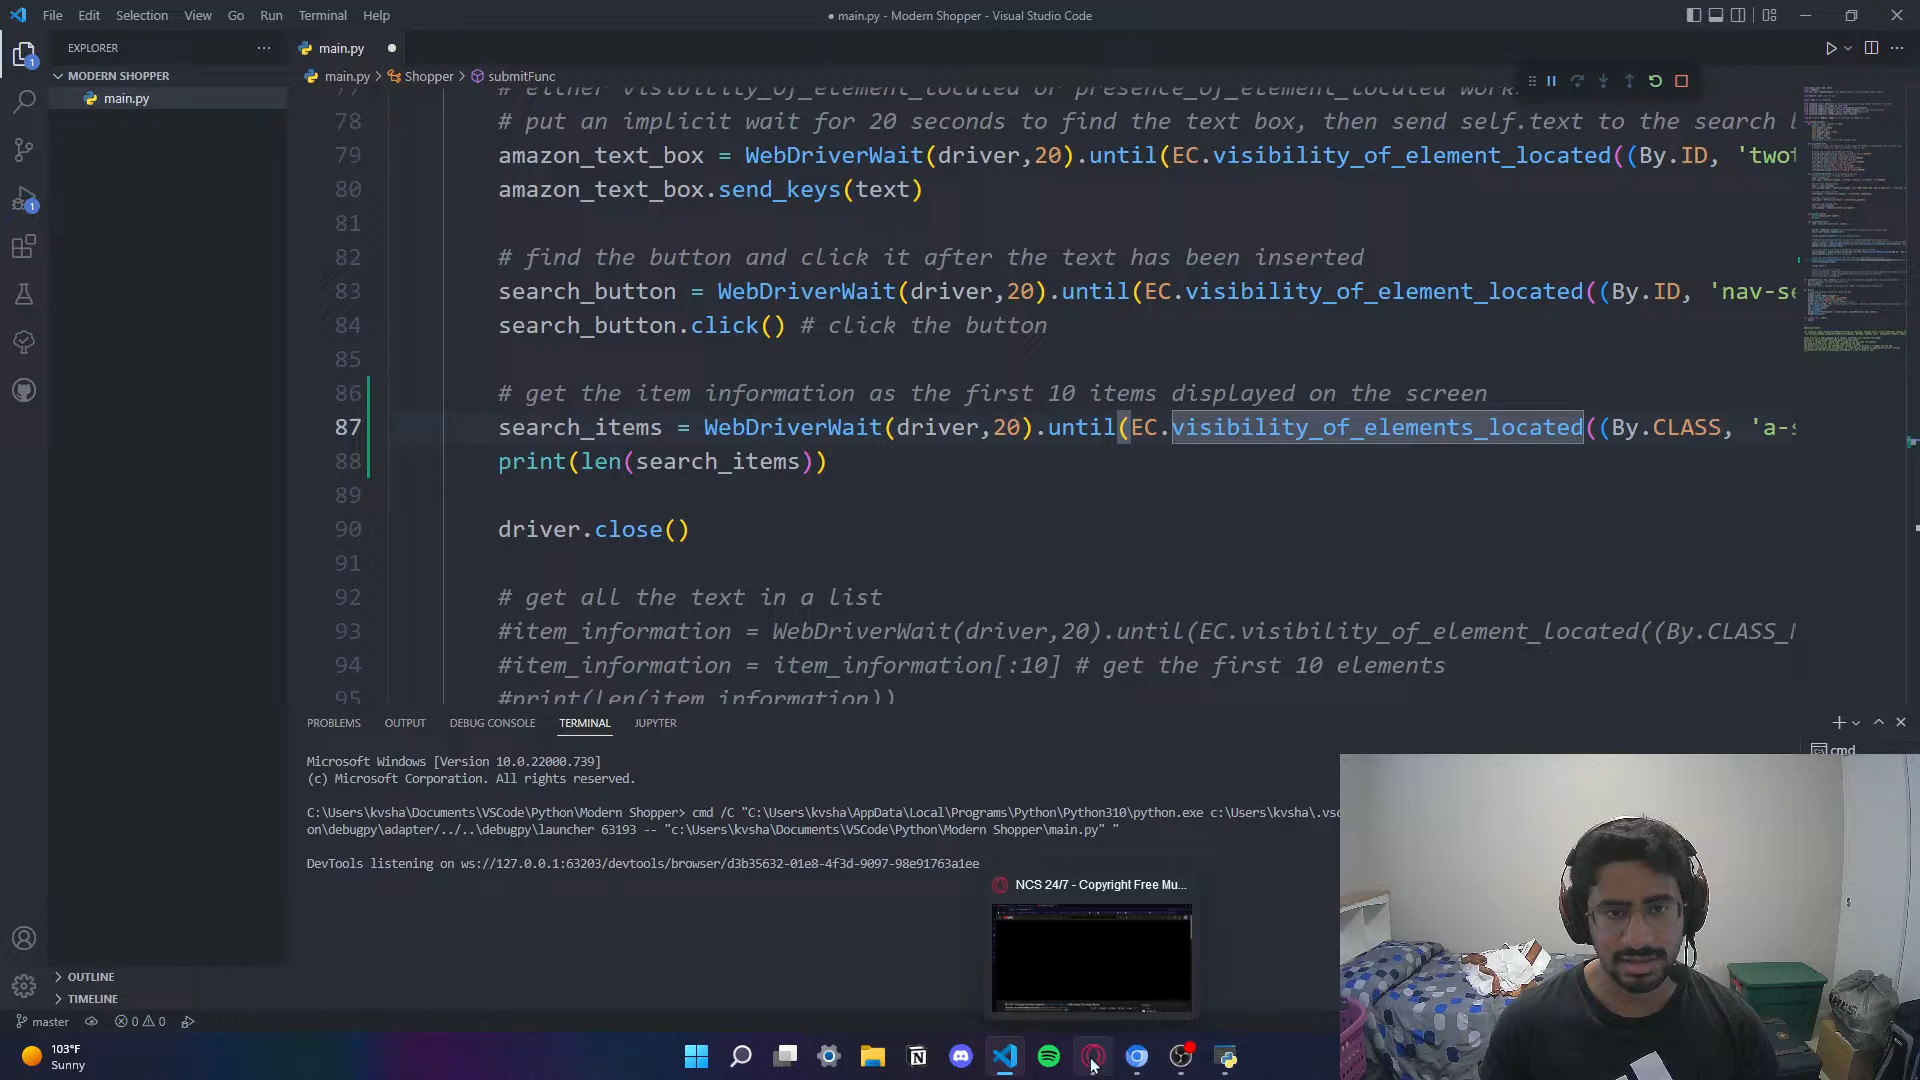 File Edit Selection View Go Run Terminal Help
● main.py - Modern Shopper - Visual Studio Code
EXPLORER
main.py
MODERN SHOPPER
main.py
main.py > Shopper > submitFunc
77 # either visibility_of_element_located or presence_of_element_located work
78 # put an implicit wait for 20 seconds to find the text box, then send self.text to the search
79 amazon_text_box = WebDriverWait(driver,20).until(EC.visibility_of_element_located((By.ID, 'twot
80 amazon_text_box.send_keys(text)
81
82 # find the button and click it after the text has been inserted
83 search_button = WebDriverWait(driver,20).until(EC.visibility_of_element_located((By.ID, 'nav-se
84 search_button.click() # click the button
85
86 # get the item information as the first 10 items displayed on the screen
87 search_items = WebDriverWait(driver,20).until(EC.visibility_of_elements_located((By.CLASS, 'a-s
88 print(len(search_items))
89
90 driver.close()
91
92 # get all the text in a list
93 #item_information = WebDriverWait(driver,20).until(EC.visibility_of_element_located((By.CLASS_N
94 #item_information = item_information[:10] # get the first 10 elements
95 #print(len(item_information))
PROBLEMS OUTPUT DEBUG CONSOLE TERMINAL JUPYTER
cmd
Microsoft Windows [Version 10.0.22000.739]
(c) Microsoft Corporation. All rights reserved.
C:\Users\kvsha\Documents\VSCode\Python\Modern Shopper> cmd /C "C:\Users\kvsha\AppData\Local\Programs\Python\Python310\python.exe c:\Users\kvsha\.vsc
on\debugpy\adapter/../..\debugpy\launcher 63193 -- "c:\Users\kvsha\Documents\VSCode\Python\Modern Shopper\main.py" "
DevTools listening on ws://127.0.0.1:63203/devtools/browser/d3b35632-01e8-4f3d-9097-98e91763a1ee
NCS 24/7 - Copyright Free Mu...
OUTLINE
TIMELINE
master 0 0
103°F
Sunny